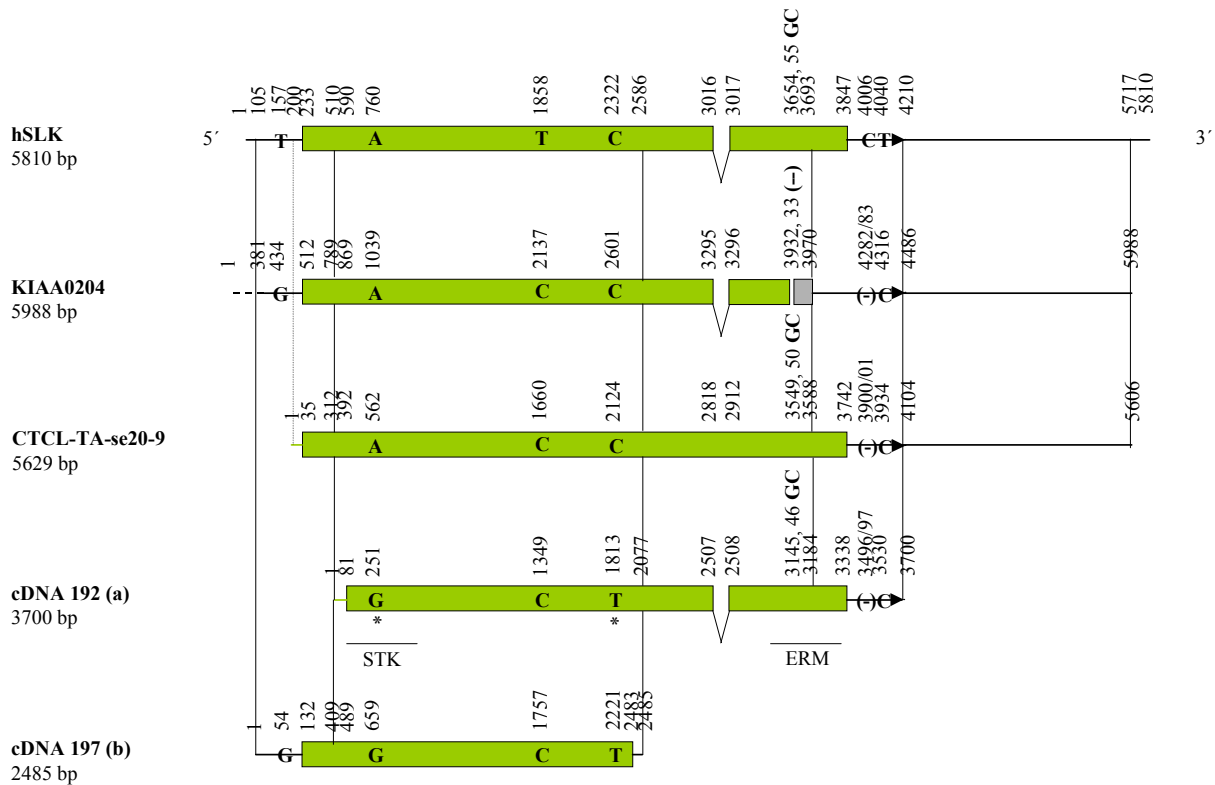 1 105 157 200 233 510 590 760 1858 2322 2586 3016 3017 3654, 55 GC 3693 3847 4006 4040 4210 5717 5810
hSLK
5810 bp
5´ T A T C CT 3´
1 381 434 512 789 869 1039 2137 2601 3295 3296 3932, 33 (--) 3970 4282/83 4316 4486 5988
KIAA0204
5988 bp
G A C C (-)C
1 35 312 392 562 1660 2124 2818 2912 3549, 50 GC 3588 3742 3900/01 3934 4104 5606
CTCL-TA-se20-9
5629 bp
A C C (-)C
1 81 251 1349 1813 2077 2507 2508 3145, 46 GC 3184 3338 3496/97 3530 3700
cDNA 192 (a)
3700 bp
G C T (-)C
* *
STK ERM
1 54 132 409 489 659 1757 2221 2483 2485
cDNA 197 (b)
2485 bp
G G C T